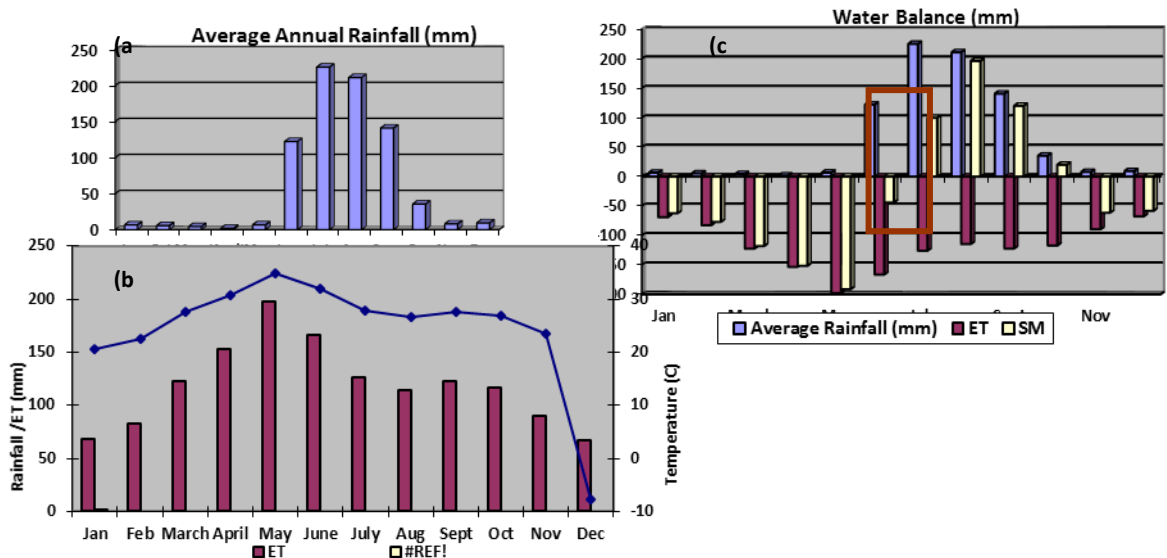 (a
Average Annual Rainfall (mm)
250
200
150
100
50
0
(b
250
200
150
100
50
0
Rainfall /ET (mm)
40
30
20
10
0
-10
Temperature (C)
Jan Feb March April May June July Aug Sept Oct Nov Dec
ET #REF!
Water Balance (mm)
(c
250
200
150
100
50
0
-50
Jan Nov
Average Rainfall (mm) ET SM